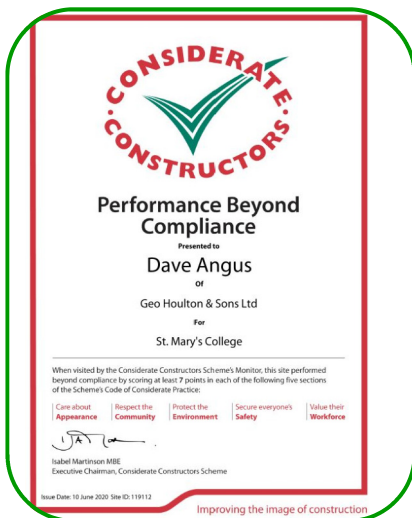 · CONSIDERATE ·
CONSTRUCTORS
Performance Beyond
Compliance
Presented to
Dave Angus
Of
Geo Houlton & Sons Ltd
For
St. Mary's College
When visited by the Considerate Constructors Scheme's Monitor, this site performed
beyond compliance by scoring at least 7 points in each of the following five sections
of the Scheme's Code of Considerate Practice:
Care about
Appearance
Respect the
Community
Protect the
Environment
Secure everyone's
Safety
Value their
Workforce
Isabel Martinson MBE
Executive Chairman, Considerate Constructors Scheme
Issue Date: 10 June 2020 Site ID: 119112
Improving the image of construction